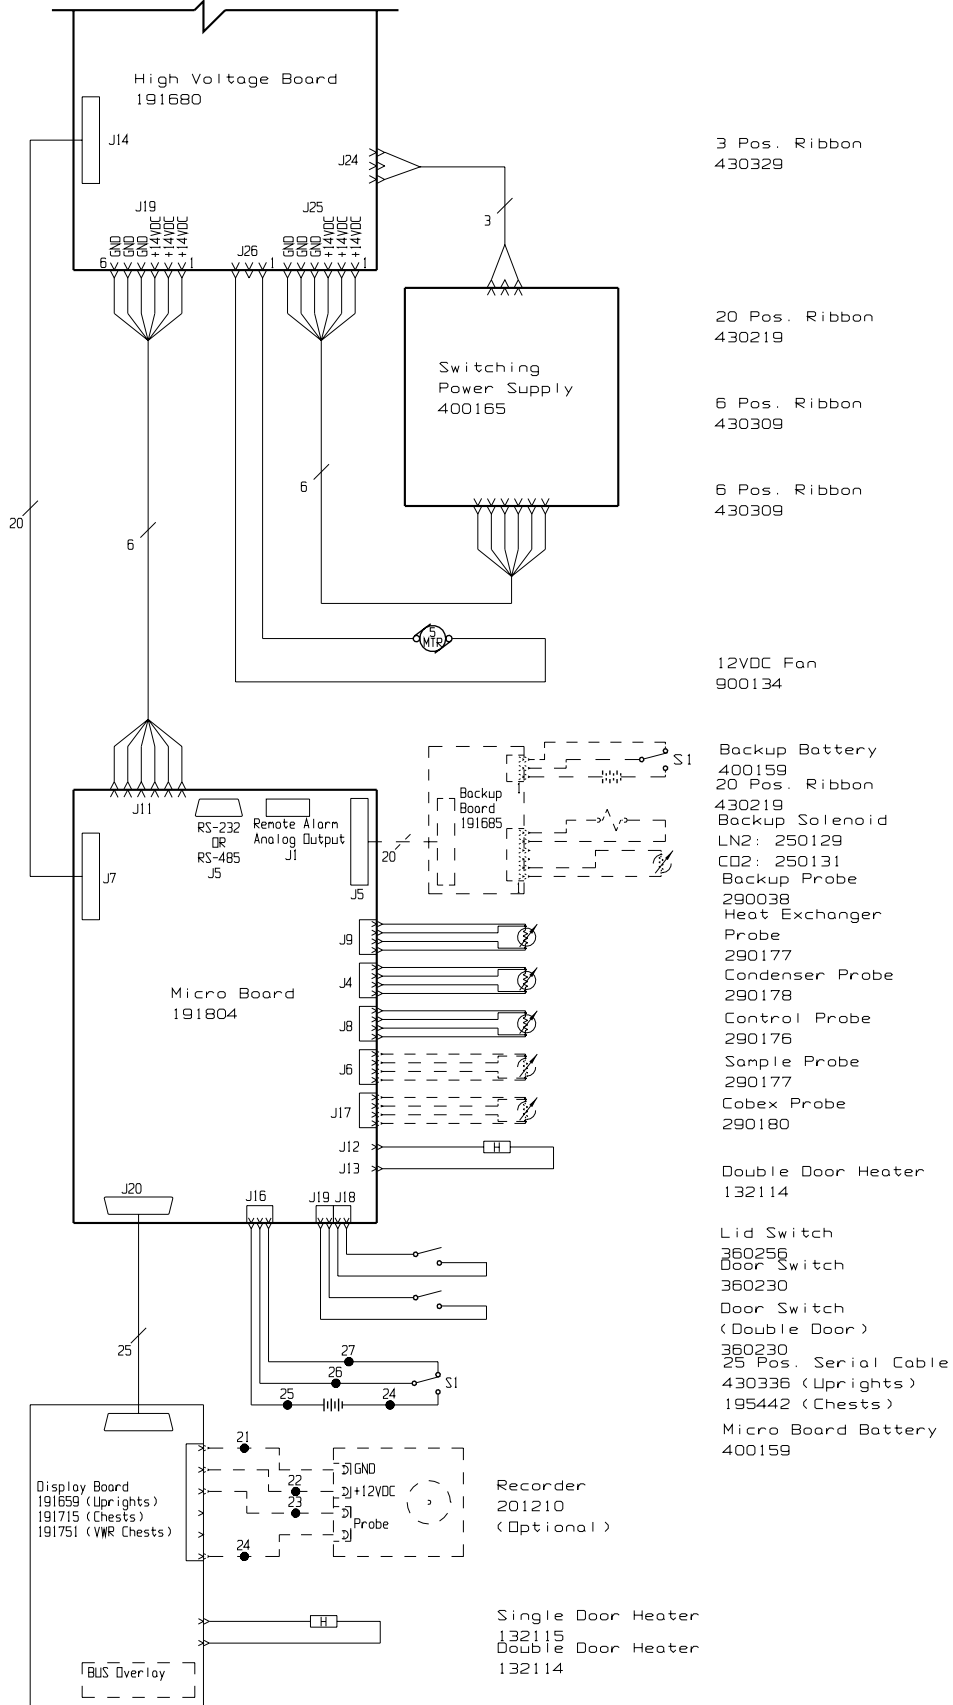 High Voltage Board
191680
J14
J24
3 Pos. Ribbon
430329
J19
J25
3
GND
GND
GND
+14VDC
+14VDC
+14VDC
J26
GND
GND
GND
+14VDC
+14VDC
+14VDC
6
1
1
1
20 Pos. Ribbon
430219
Switching
Power Supply
400165
6 Pos. Ribbon
430309
6
6 Pos. Ribbon
430309
20
6
5
MTR
12VDC Fan
900134
Backup Battery
400159
S1
20 Pos. Ribbon
430219
Backup
Board
191685
J11
RS-232
OR
RS-485
J5
Remote Alarm
Analog Output
J1
20
Backup Solenoid
LN2: 250129
CO2: 250131
J7
J5
Backup Probe
290038
Heat Exchanger
Probe
290177
J9
J4
Condenser Probe
290178
Micro Board
191804
J8
Control Probe
290176
J6
Sample Probe
290177
J17
Cobex Probe
290180
J12
H
J13
Double Door Heater
132114
J20
J16
J19 J18
Lid Switch
360256
Door Switch
360230
Door Switch
(Double Door)
360230
25
27
26
25
24
S1
25 Pos. Serial Cable
430336 (Uprights)
195442 (Chests)
Micro Board Battery
400159
21
GND
22
+12VDC
23
Probe
24
Display Board
191659 (Uprights)
191715 (Chests)
191751 (VWR Chests)
Recorder
201210
(Optional)
H
Single Door Heater
132115
Double Door Heater
132114
BUS Overlay